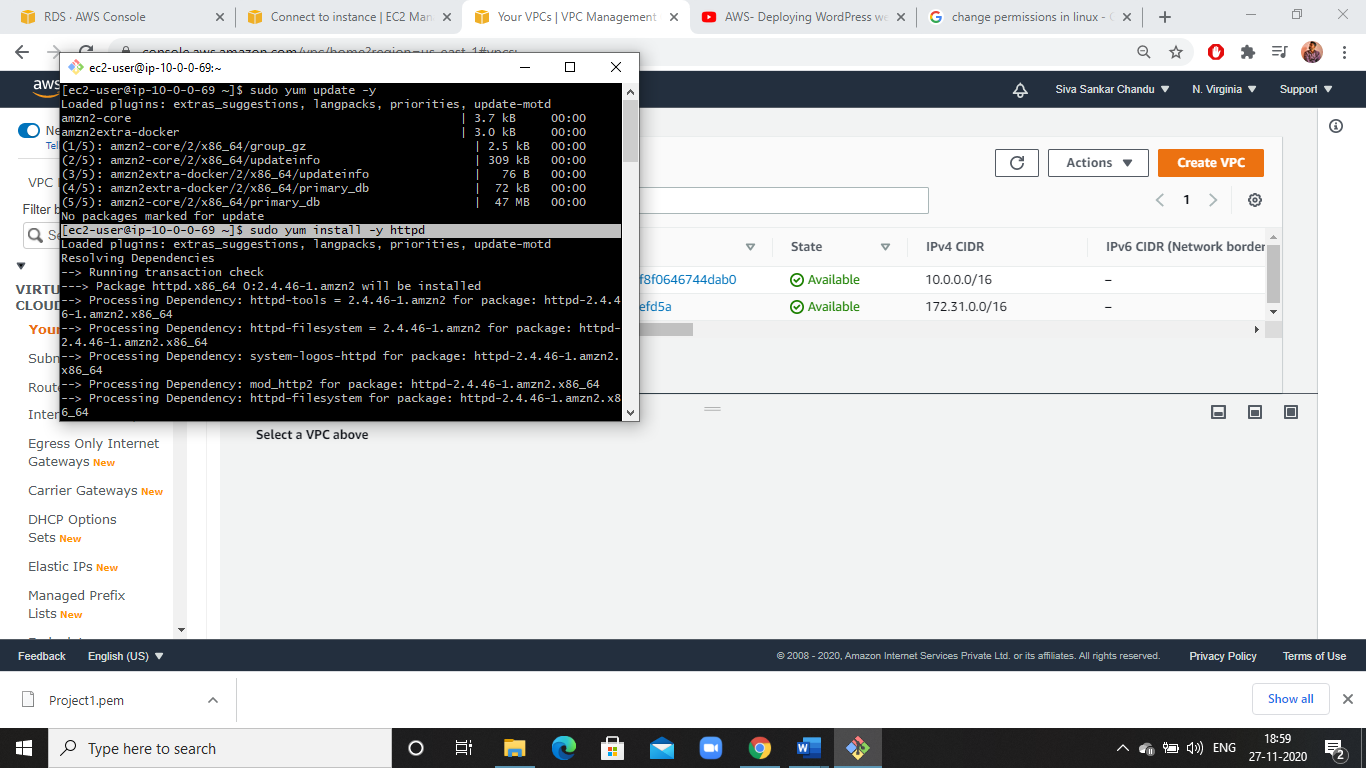 RDS · AWS Console
Connect to instance | EC2 Man
Your VPCs | VPC Management
AWS- Deploying WordPress we
change permissions in linux -
ec2-user@ip-10-0-0-69:~
[ec2-user@ip-10-0-0-69 ~]$ sudo yum update -y
Loaded plugins: extras_suggestions, langpacks, priorities, update-motd
amzn2-core | 3.7 kB 00:00
amzn2extra-docker | 3.0 kB 00:00
(1/5): amzn2-core/2/x86_64/group_gz | 2.5 kB 00:00
(2/5): amzn2-core/2/x86_64/updateinfo | 309 kB 00:00
(3/5): amzn2extra-docker/2/x86_64/updateinfo | 76 B 00:00
(4/5): amzn2extra-docker/2/x86_64/primary_db | 72 kB 00:00
(5/5): amzn2-core/2/x86_64/primary_db | 47 MB 00:00
No packages marked for update
[ec2-user@ip-10-0-0-69 ~]$ sudo yum install -y httpd
Loaded plugins: extras_suggestions, langpacks, priorities, update-motd
Resolving Dependencies
--> Running transaction check
---> Package httpd.x86_64 0:2.4.46-1.amzn2 will be installed
--> Processing Dependency: httpd-tools = 2.4.46-1.amzn2 for package: httpd-2.4.4
6-1.amzn2.x86_64
--> Processing Dependency: httpd-filesystem = 2.4.46-1.amzn2 for package: httpd-
2.4.46-1.amzn2.x86_64
--> Processing Dependency: system-logos-httpd for package: httpd-2.4.46-1.amzn2.
x86_64
--> Processing Dependency: mod_http2 for package: httpd-2.4.46-1.amzn2.x86_64
--> Processing Dependency: httpd-filesystem for package: httpd-2.4.46-1.amzn2.x8
6_64
aws
Siva Sankar Chandu
N. Virginia
Support
Ne
Tel
VPC
Filter b
Se
VIRTU
CLOUD
Your
Subn
Rout
Inter
Egress Only Internet
Gateways New
Carrier Gateways New
DHCP Options
Sets New
Elastic IPs New
Managed Prefix
Lists New
Actions
Create VPC
1
State
IPv4 CIDR
IPv6 CIDR (Network border
f8f0646744dab0 Available 10.0.0.0/16 –
efd5a Available 172.31.0.0/16 –
Select a VPC above
Feedback
English (US)
© 2008 - 2020, Amazon Internet Services Private Ltd. or its affiliates. All rights reserved.
Privacy Policy
Terms of Use
Project1.pem
Show all
Type here to search
ENG
18:59
27-11-2020
2